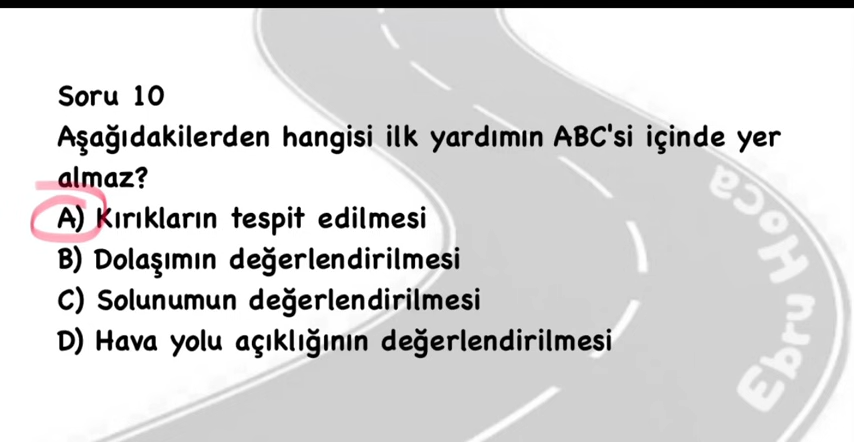 Soru 10
Aşağıdakilerden hangisi ilk yardımın ABC'si içinde yer
almaz?
A) Kırıkların tespit edilmesi
B) Dolaşımın değerlendirilmesi
C) Solunumun değerlendirilmesi
D) Hava yolu açıklığının değerlendirilmesi
Ebru Hoca